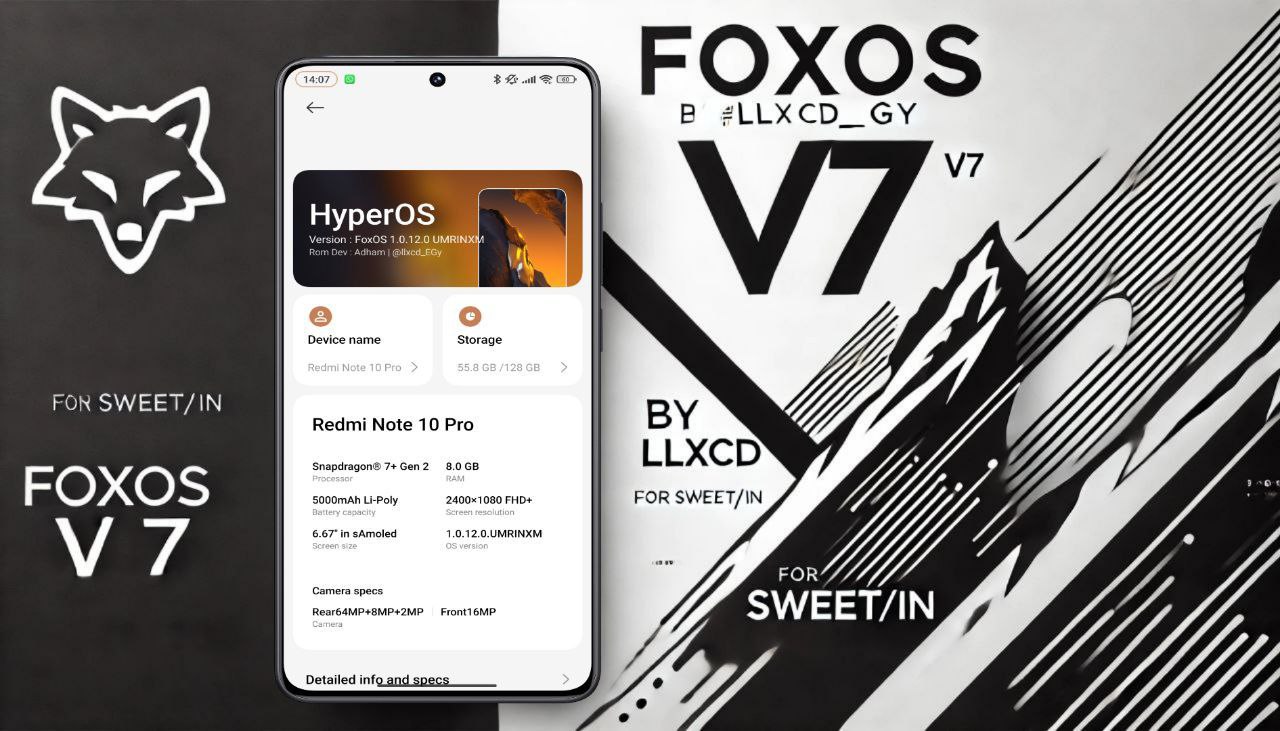 FOR SWEET/IN
FOXOS
V 7
14:07
60
HyperOS
Version : FoxOS 1.0.12.0 UMRINXM
Rom Dev : Adham | @llxcd_EGy
Device name
Redmi Note 10 Pro
Storage
55.8 GB /128 GB
Redmi Note 10 Pro
Snapdragon® 7+ Gen 2
Processor
8.0 GB
RAM
5000mAh Li-Poly
Battery capacity
2400×1080 FHD+
Screen resolution
6.67" in sAmoled
Screen size
1.0.12.0.UMRINXM
OS version
Camera specs
Rear64MP+8MP+2MP
Front16MP
Camera
Detailed info and specs
FOXOS
LLXCD_GY
V7
V7
BY
LLXCD
FOR SWEET/IN
FOR
SWEET/IN